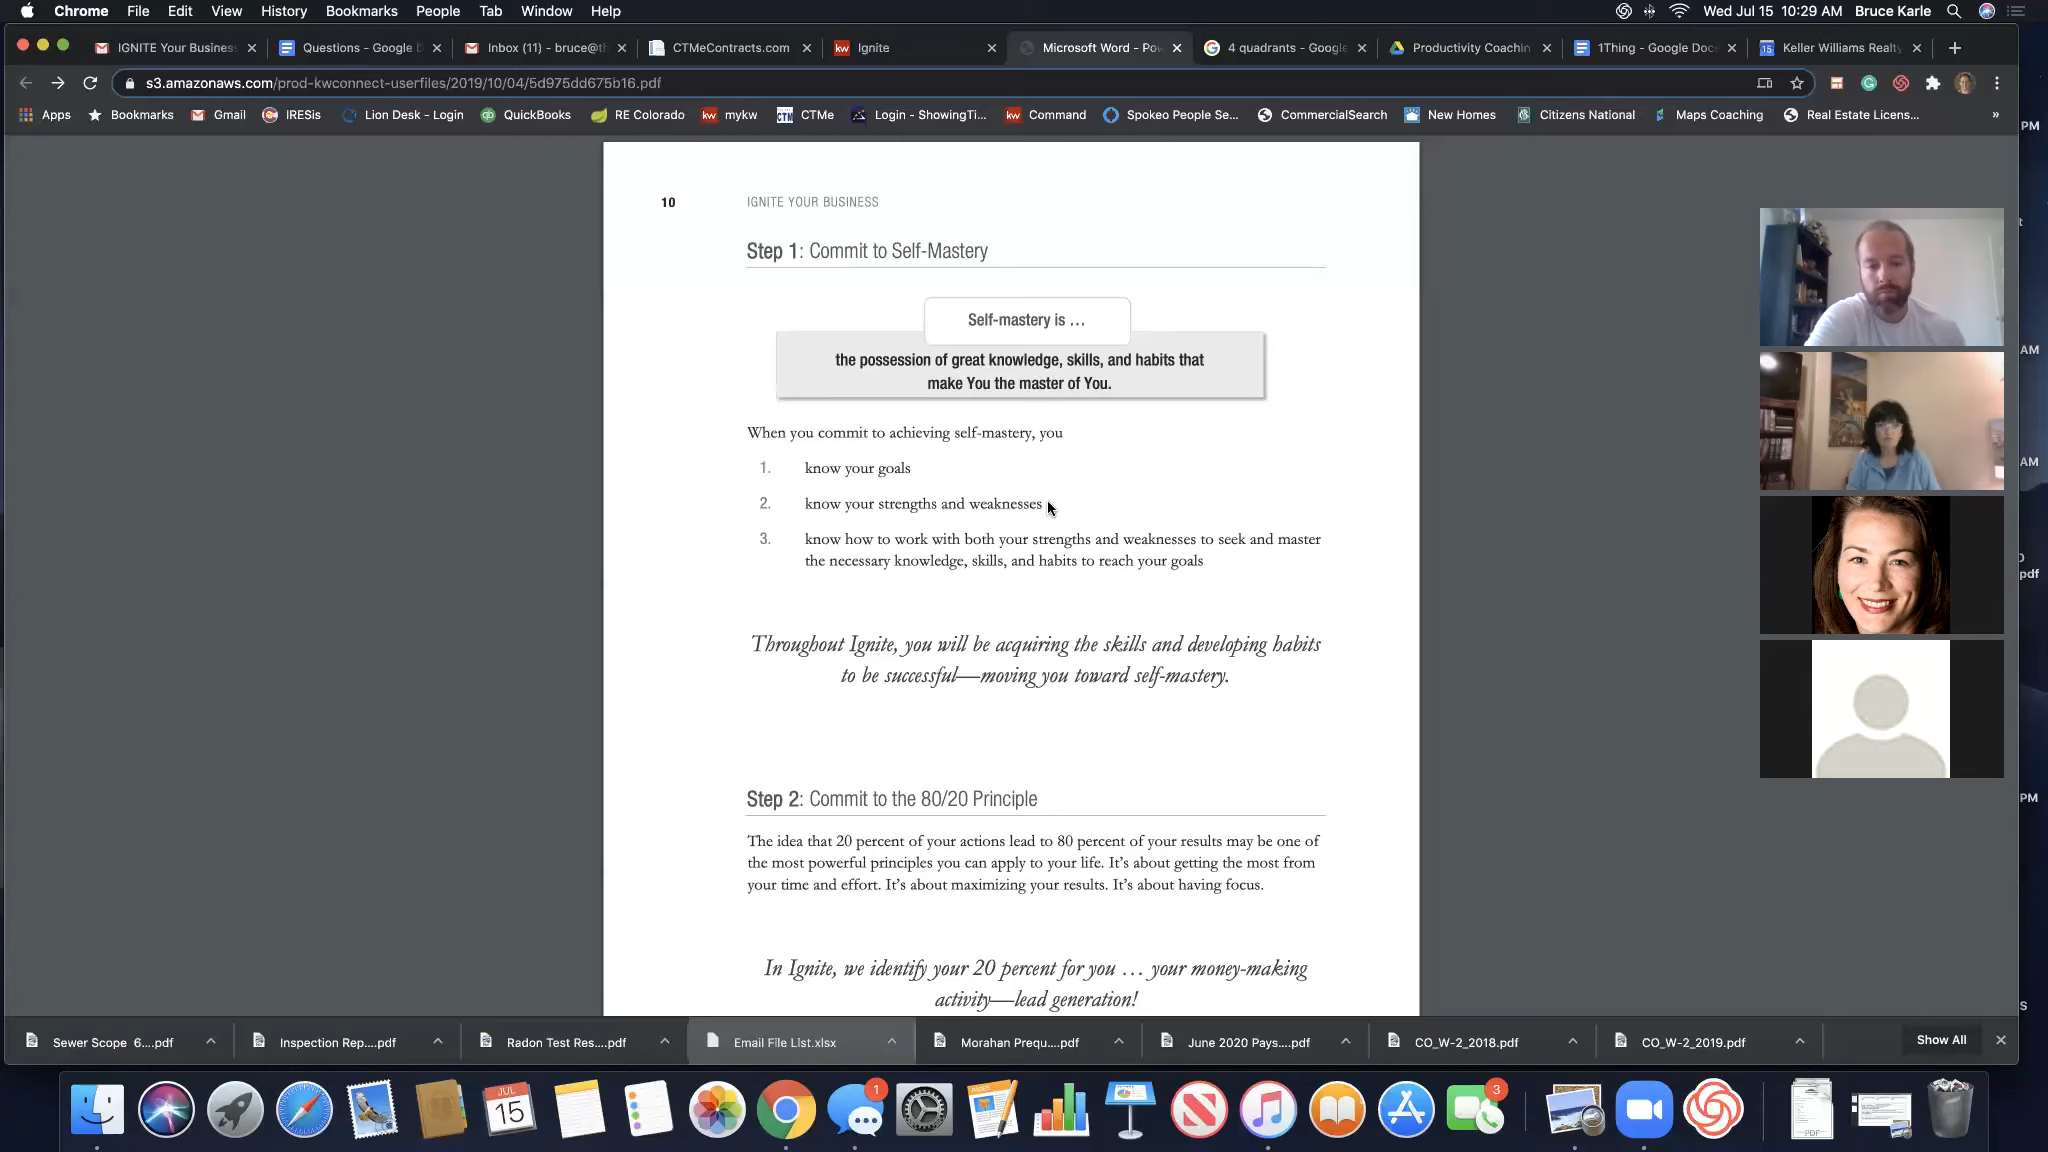 Chrome File Edit View History Bookmarks People Tab Window Help
Wed Jul 15 10:29 AM Bruce Karle
IGNITE Your Business
Questions - Google D
Inbox (11) - bruce@th
CTMeContracts.com
Ignite
Microsoft Word - Pow
4 quadrants - Google
Productivity Coachin
1Thing - Google Docs
Keller Williams Realty
s3.amazonaws.com/prod-kwconnect-userfiles/2019/10/04/5d975dd675b16.pdf
Apps Bookmarks Gmail IRESis Lion Desk - Login QuickBooks RE Colorado mykw CTMe Login - ShowingTi... Command Spokeo People Se... CommercialSearch New Homes Citizens National Maps Coaching Real Estate Licens... »
10 IGNITE YOUR BUSINESS
Step 1: Commit to Self-Mastery
Self-mastery is …
the possession of great knowledge, skills, and habits that
make You the master of You.
When you commit to achieving self-mastery, you
1. know your goals
2. know your strengths and weaknesses
3. know how to work with both your strengths and weaknesses to seek and master
the necessary knowledge, skills, and habits to reach your goals
Throughout Ignite, you will be acquiring the skills and developing habits
to be successful—moving you toward self-mastery.
Step 2: Commit to the 80/20 Principle
The idea that 20 percent of your actions lead to 80 percent of your results may be one of
the most powerful principles you can apply to your life. It's about getting the most from
your time and effort. It's about maximizing your results. It's about having focus.
In Ignite, we identify your 20 percent for you … your money-making
activity—lead generation!
PM
AM
AM
pdf
PM
Sewer Scope 6....pdf
Inspection Rep....pdf
Radon Test Res....pdf
Email File LIst.xlsx
Morahan Prequ....pdf
June 2020 Pays....pdf
CO_W-2_2018.pdf
CO_W-2_2019.pdf
Show All
JUL
15
1
3
PDF